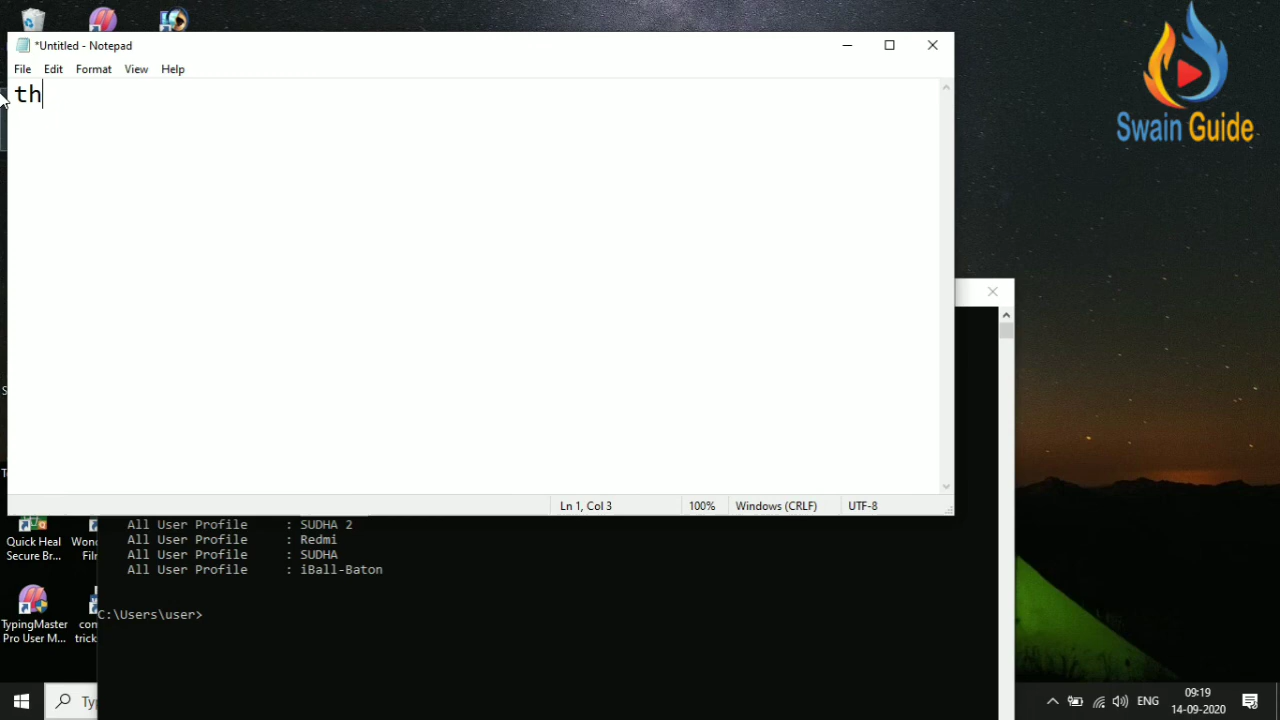 *Untitled - Notepad
File Edit Format View Help
th
Swain Guide
Ln 1, Col 3 100% Windows (CRLF) UTF-8
All User Profile : SUDHA 2
All User Profile : Redmi
All User Profile : SUDHA
All User Profile : iBall-Baton
C:\Users\user>
Quick Heal
Secure Br...
TypingMaster
Pro User M...
ENG
09:19
14-09-2020